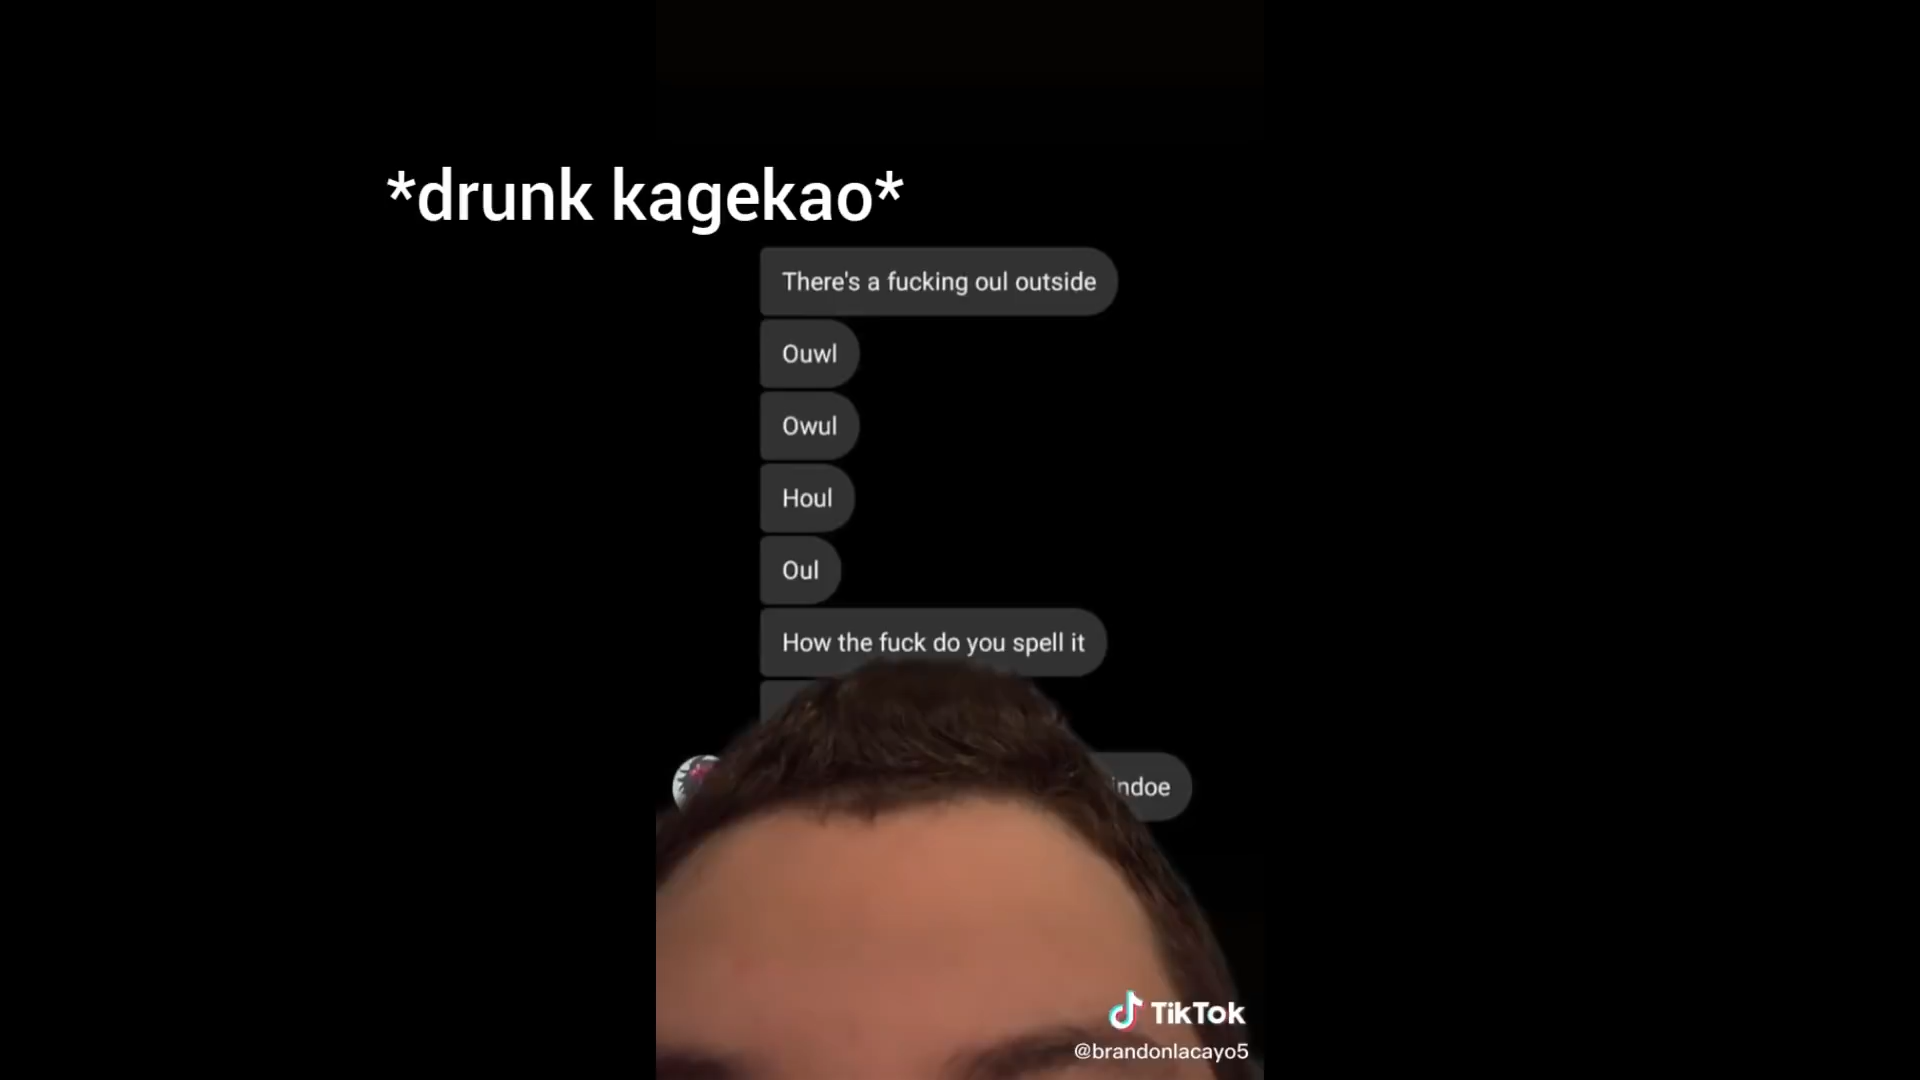 *drunk kagekao*
There's a fucking oul outside
Ouwl
Owul
Houl
Oul
How the fuck do you spell it
indoe
TikTok
@brandonlacayo5